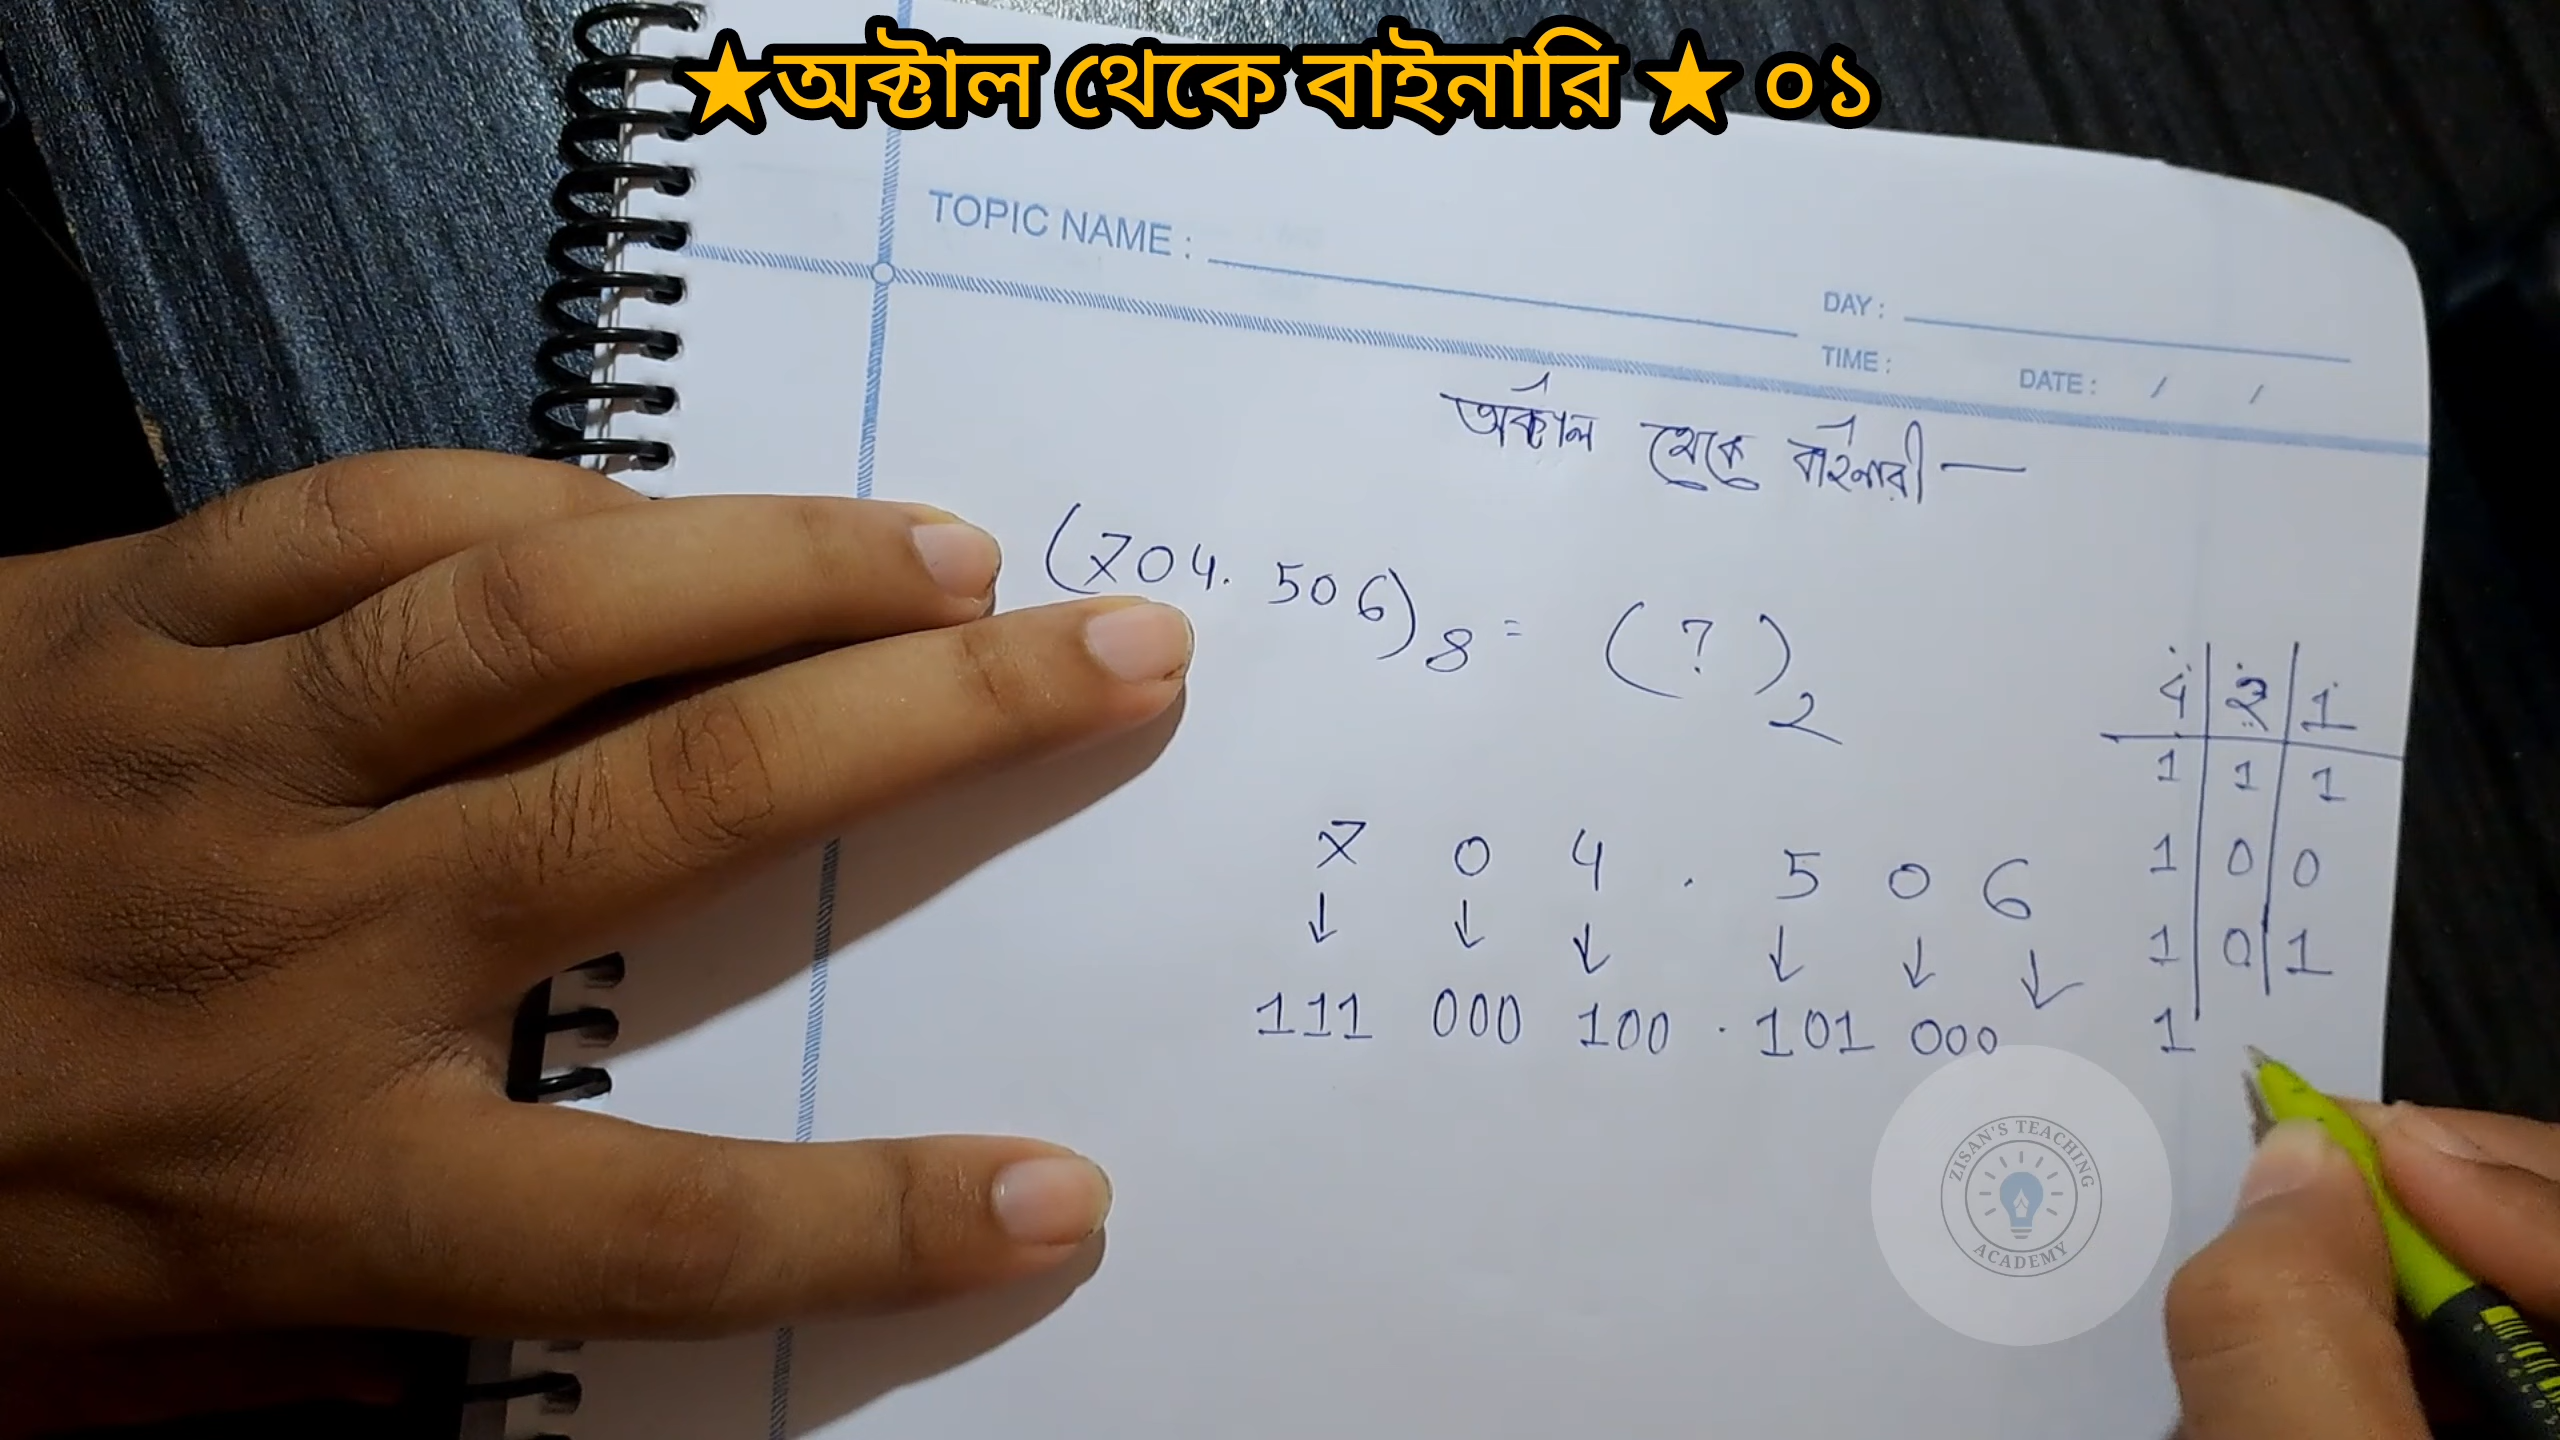 ★অক্টাল থেকে বাইনারি ★ ০১
TOPIC NAME :
DAY :
TIME :
DATE : / /
অক্টাল থেকে বাইনারী —
(704. 506)8 = (?)2
4 2 1
1 1 1
1 0 0
1 0 1
1
7 0 4 . 5 0 6
↓ ↓ ↓ ↓ ↓ ↓
111 000 100 . 101 000
ZISAN'S TEACHING
ACADEMY